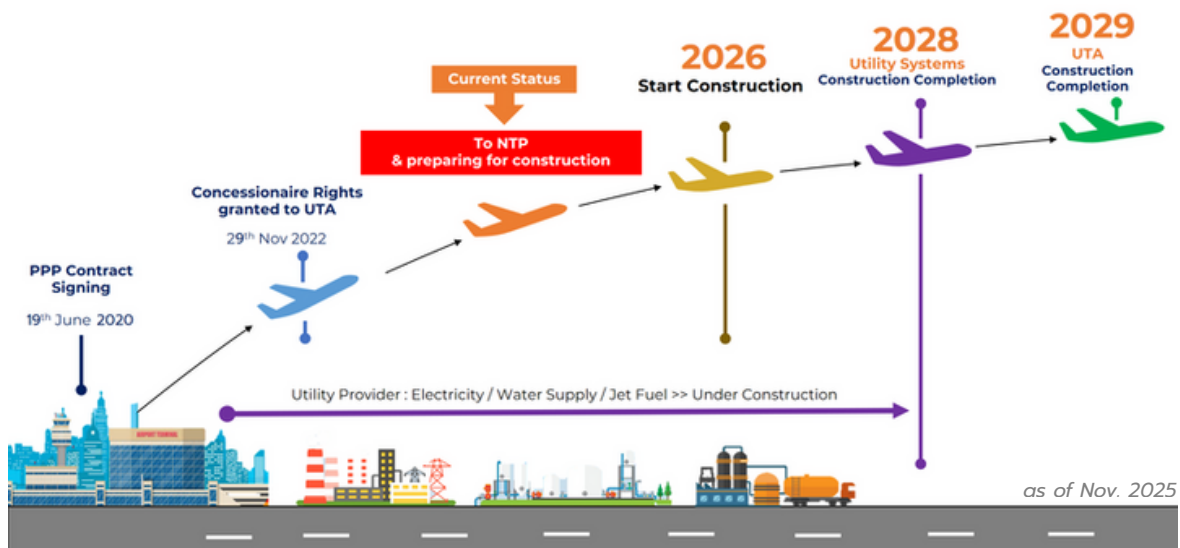 2026
Start Construction
2028
Utility Systems
Construction Completion
2029
UTA
Construction
Completion
Current Status
To NTP
& preparing for construction
Concessionaire Rights
granted to UTA
29th Nov 2022
PPP Contract
Signing
19th June 2020
Utility Provider : Electricity / Water Supply / Jet Fuel >> Under Construction
AIRPORT TERMINAL
as of Nov. 2025